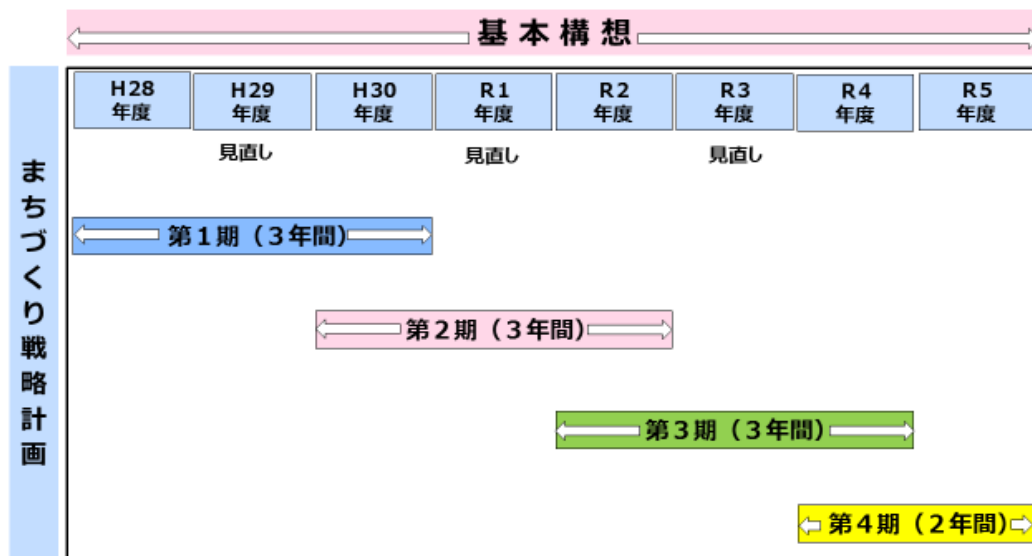 基本構想
まちづくり戦略計画
H28
年度
H29
年度
H30
年度
R1
年度
R2
年度
R3
年度
R4
年度
R5
年度
見直し
見直し
見直し
第1期（3年間）
第2期（3年間）
第3期（3年間）
第4期（2年間）